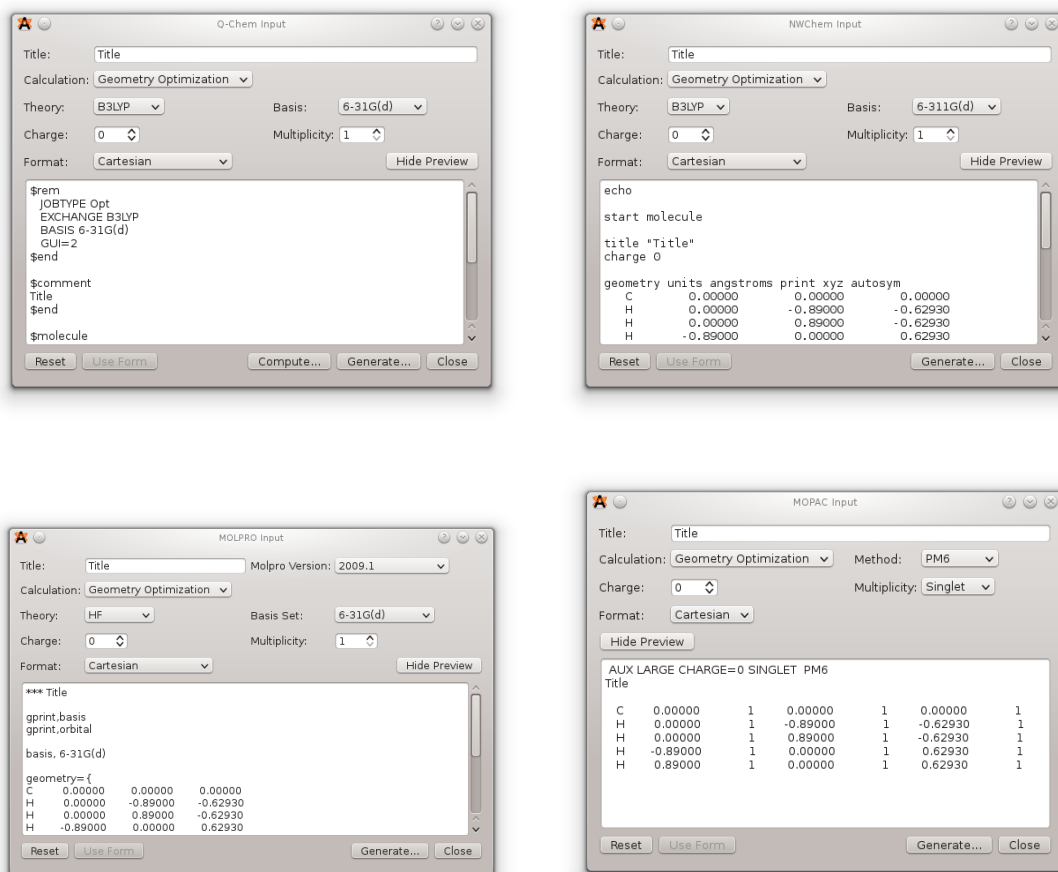 Q-Chem Input
Title: Title
Calculation: Geometry Optimization
Theory: B3LYP Basis: 6-31G(d)
Charge: 0 Multiplicity: 1
Format: Cartesian Hide Preview
$rem
JOBTYPE Opt
EXCHANGE B3LYP
BASIS 6-31G(d)
GUI=2
$end
$comment
Title
$end
$molecule
Reset Use Form Compute... Generate... Close
NWChem Input
Title: Title
Calculation: Geometry Optimization
Theory: B3LYP Basis: 6-311G(d)
Charge: 0 Multiplicity: 1
Format: Cartesian Hide Preview
echo
start molecule
title "Title"
charge 0
geometry units angstroms print xyz autosym
C 0.00000 0.00000 0.00000
H 0.00000 -0.89000 -0.62930
H 0.00000 0.89000 -0.62930
H -0.89000 0.00000 0.62930
Reset Use Form Generate... Close
MOLPRO Input
Title: Title Molpro Version: 2009.1
Calculation: Geometry Optimization
Theory: HF Basis Set: 6-31G(d)
Charge: 0 Multiplicity: 1
Format: Cartesian Hide Preview
*** Title
gprint,basis
gprint,orbital
basis, 6-31G(d)
geometry={
C 0.00000 0.00000 0.00000
H 0.00000 -0.89000 -0.62930
H 0.00000 0.89000 -0.62930
H -0.89000 0.00000 0.62930
Reset Use Form Generate... Close
MOPAC Input
Title: Title
Calculation: Geometry Optimization Method: PM6
Charge: 0 Multiplicity: Singlet
Format: Cartesian
Hide Preview
AUX LARGE CHARGE=0 SINGLET PM6
Title
C 0.00000 1 0.00000 1 0.00000 1
H 0.00000 1 -0.89000 1 -0.62930 1
H 0.00000 1 0.89000 1 -0.62930 1
H -0.89000 1 0.00000 1 0.62930 1
H 0.89000 1 0.00000 1 0.62930 1
Reset Use Form Generate... Close